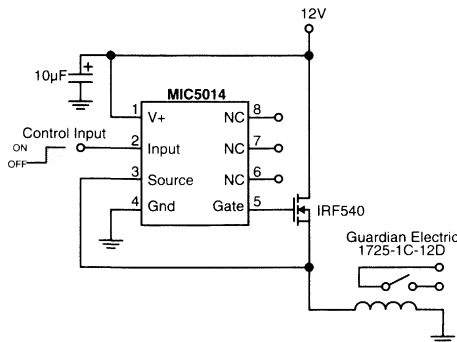 12V
+
10µF
MIC5014
1 V+ NC 8
Control Input
ON
OFF
2 Input NC 7
3 Source NC 6
4 Gnd Gate 5
IRF540
Guardian Electric
1725-1C-12D